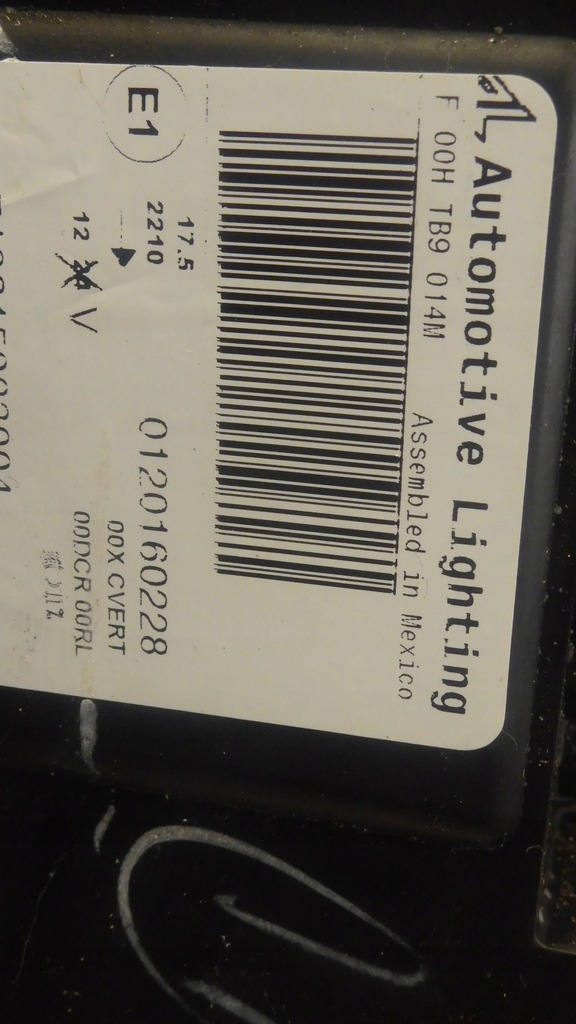 Automotive Lighting
F 00H TB9 014M
Assembled in Mexico
E1
17.5
2210
12 V
0120160228
00X CVERT
00DCR 00RL